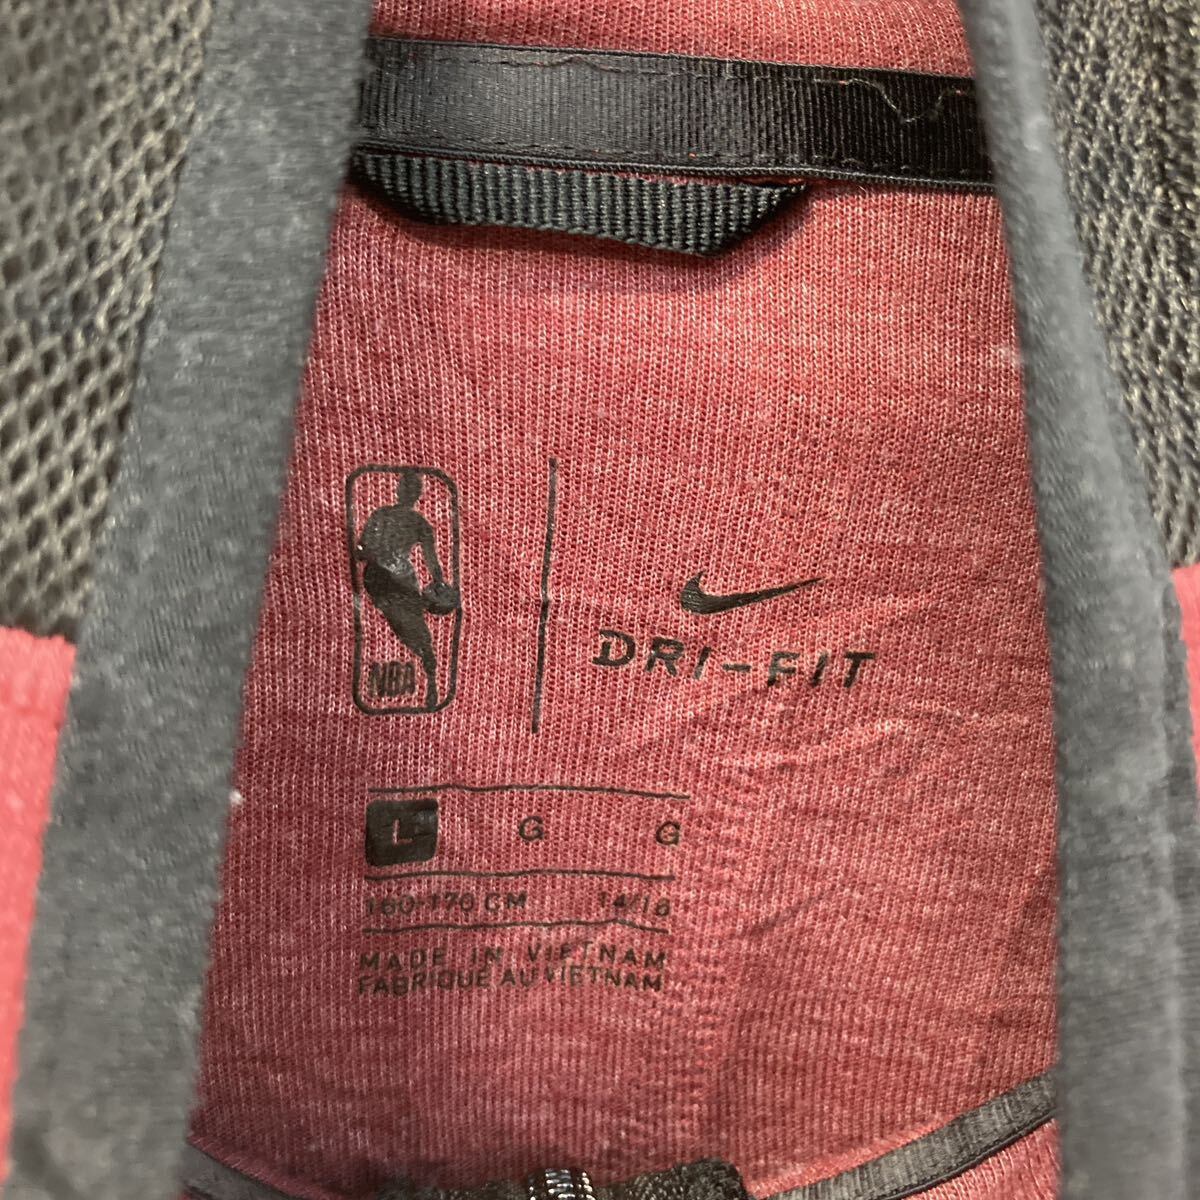 NBA
DRI-FIT
L G G
160-170 CM 14/16
MADE IN VIETNAM
FABRIQUE AU VIETNAM